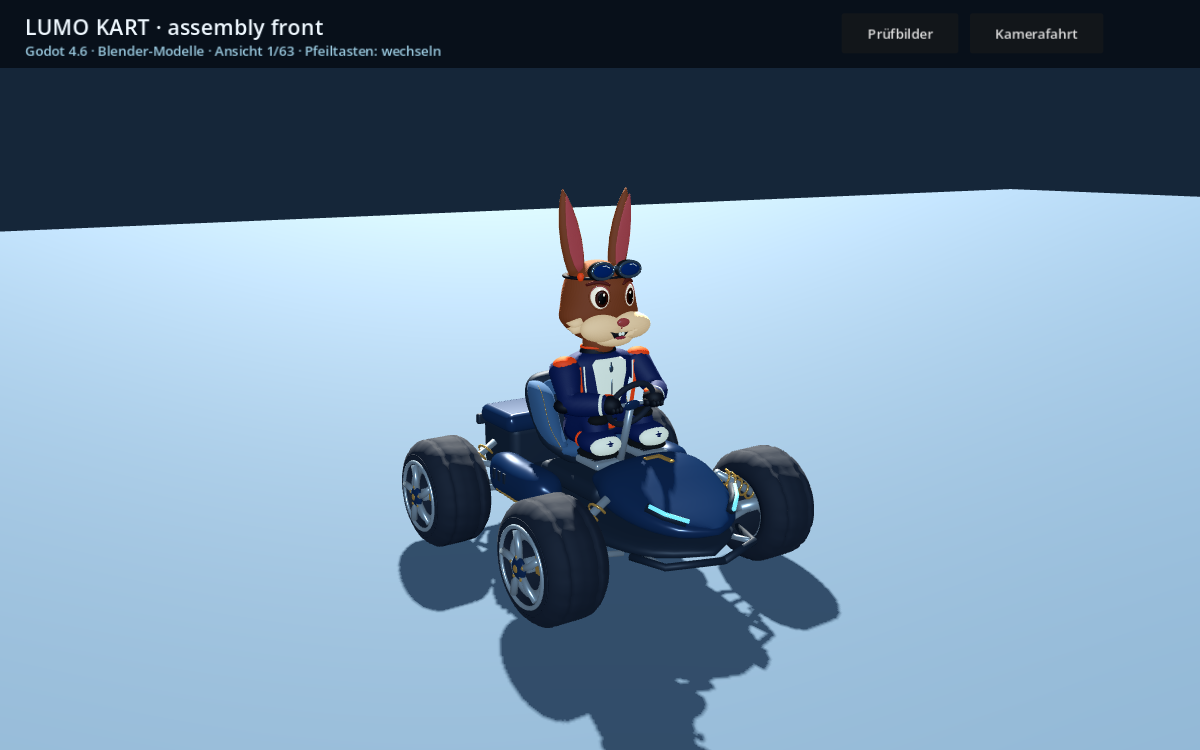 LUMO KART · assembly front
Godot 4.6 · Blender-Modelle · Ansicht 1/63 · Pfeiltasten: wechseln
Prüfbilder
Kamerafahrt